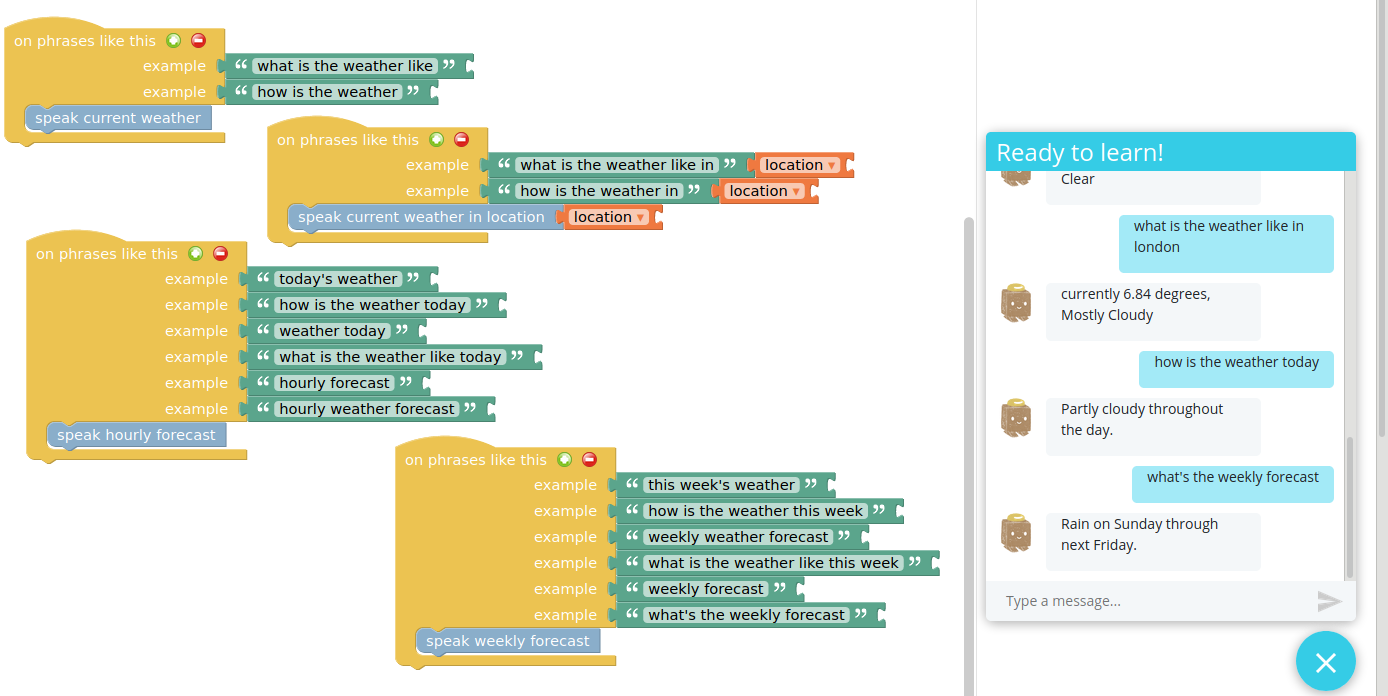 on phrases like this
example “ what is the weather like ”
example “ how is the weather ”
speak current weather
on phrases like this
example “ what is the weather like in ” location ▾
example “ how is the weather in ” location ▾
speak current weather in location location ▾
on phrases like this
example “ today's weather ”
example “ how is the weather today ”
example “ weather today ”
example “ what is the weather like today ”
example “ hourly forecast ”
example “ hourly weather forecast ”
speak hourly forecast
on phrases like this
example “ this week's weather ”
example “ how is the weather this week ”
example “ weekly weather forecast ”
example “ what is the weather like this week ”
example “ weekly forecast ”
example “ what's the weekly forecast ”
speak weekly forecast
Ready to learn!
Clear
what is the weather like in
london
currently 6.84 degrees,
Mostly Cloudy
how is the weather today
Partly cloudy throughout
the day.
what's the weekly forecast
Rain on Sunday through
next Friday.
Type a message...